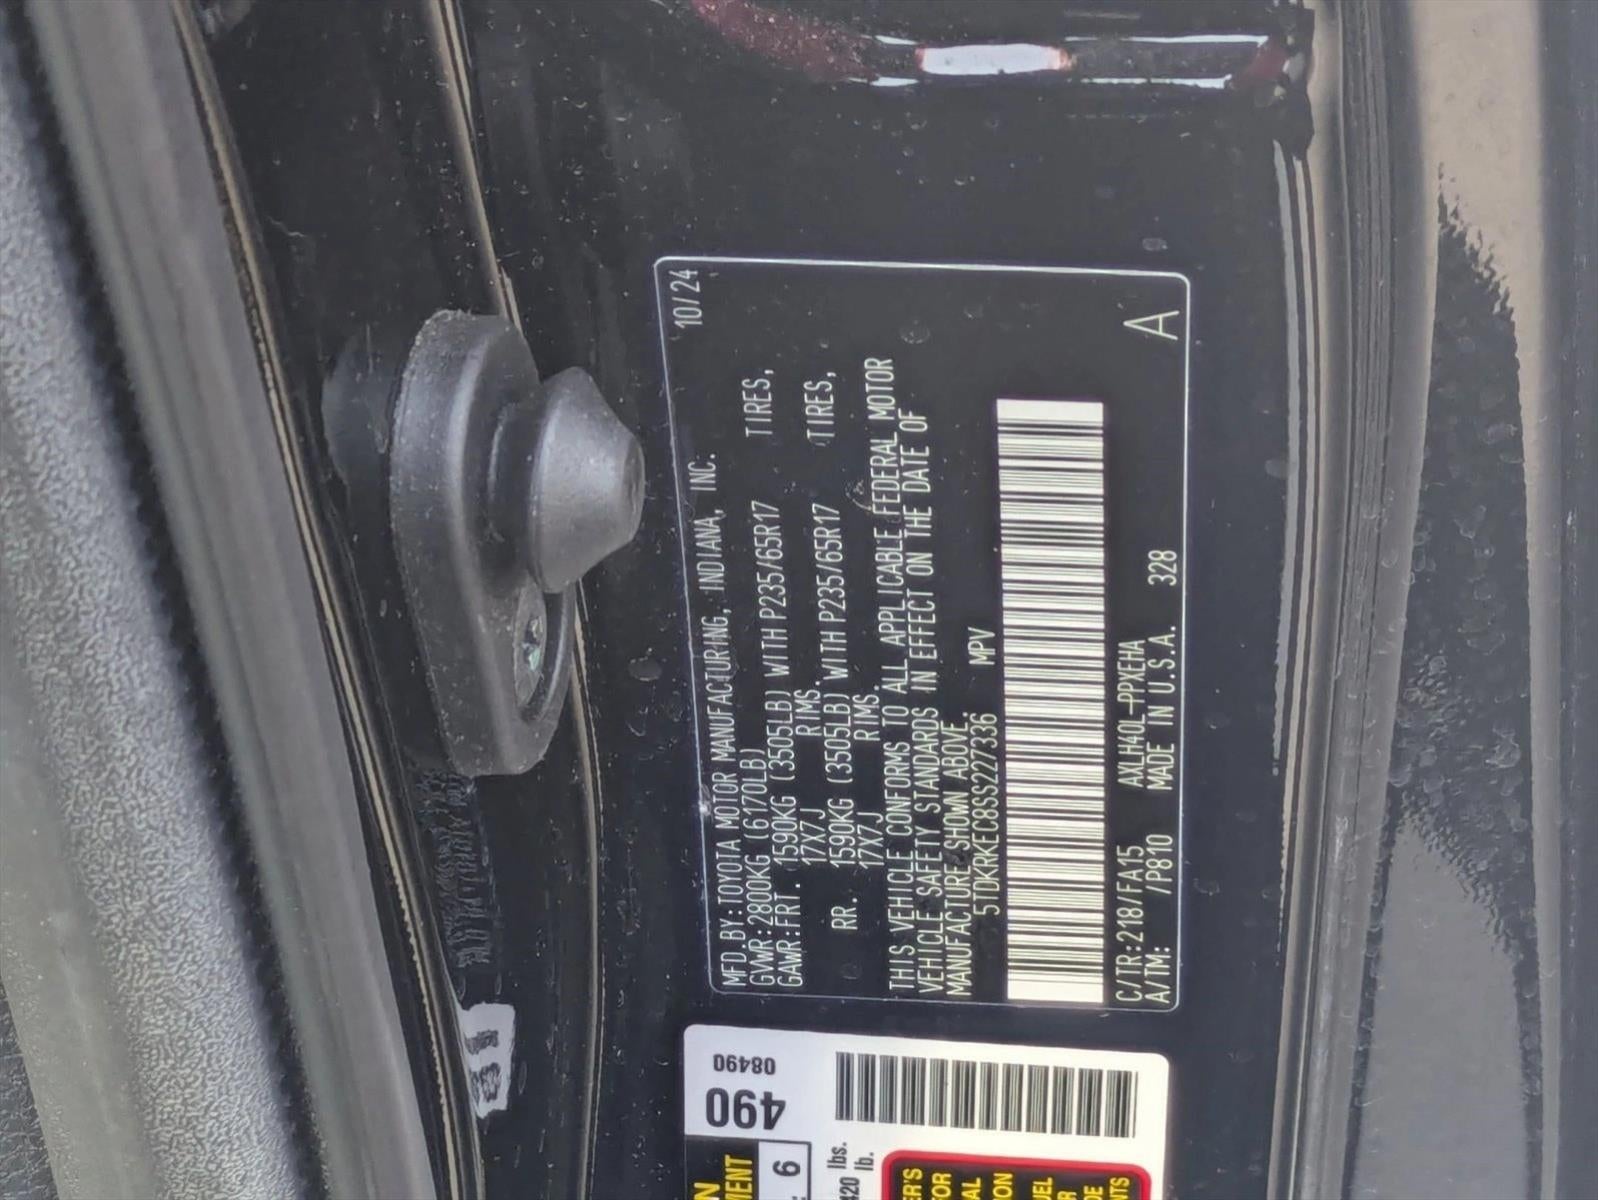 MFD.BY:TOYOTA MOTOR MANUFACTURING, INDIANA, INC. 10/24
GVWR:2800KG (6170LB)
GAWR:FRT. 1590KG (3505LB) WITH P235/65R17 TIRES,
17X7J RIMS,
RR. 1590KG (3505LB) WITH P235/65R17 TIRES,
17X7J RIMS.
THIS VEHICLE CONFORMS TO ALL APPLICABLE FEDERAL MOTOR
VEHICLE SAFETY STANDARDS IN EFFECT ON THE DATE OF
MANUFACTURE SHOWN ABOVE.
5TDKRKEC8SS227336 MPV
C/TR:218/FA15 AXLH40L-PPXEHA
A/TM: /P810 MADE IN U.S.A. 328
A
490
08490
6
lbs.
lb.